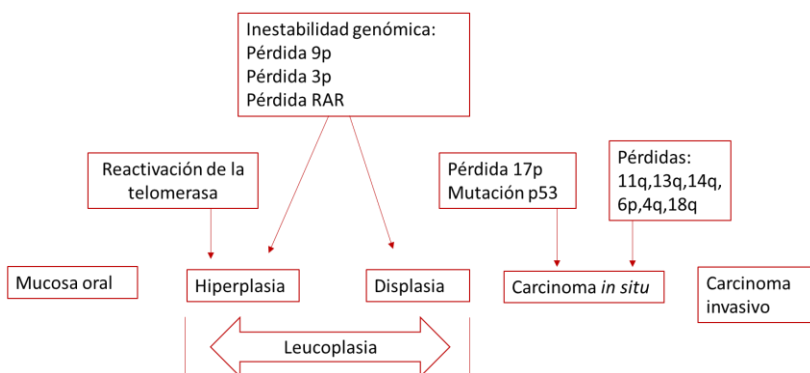 Inestabilidad genómica:
Pérdida 9p
Pérdida 3p
Pérdida RAR
Reactivación de la
telomerasa
Pérdida 17p
Mutación p53
Pérdidas:
11q,13q,14q,
6p,4q,18q
Mucosa oral
Hiperplasia
Displasia
Carcinoma in situ
Carcinoma
invasivo
Leucoplasia